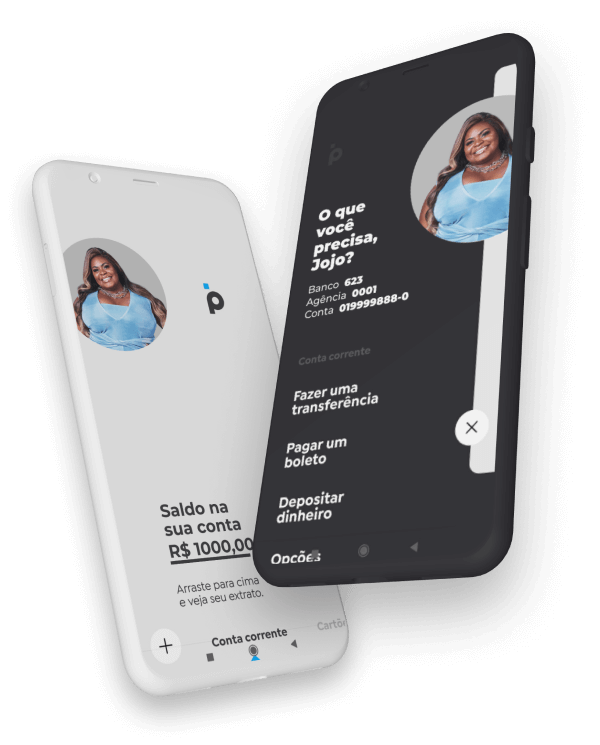 O que
você
precisa,
Jojo?
Banco 623
Agência 0001
Conta 019999888-0
Conta corrente
Fazer uma
transferência
Pagar um
boleto
Depositar
dinheiro
Opções
p
Saldo na
sua conta
R$ 1000,00
Arraste para cima
e veja seu extrato.
Conta corrente